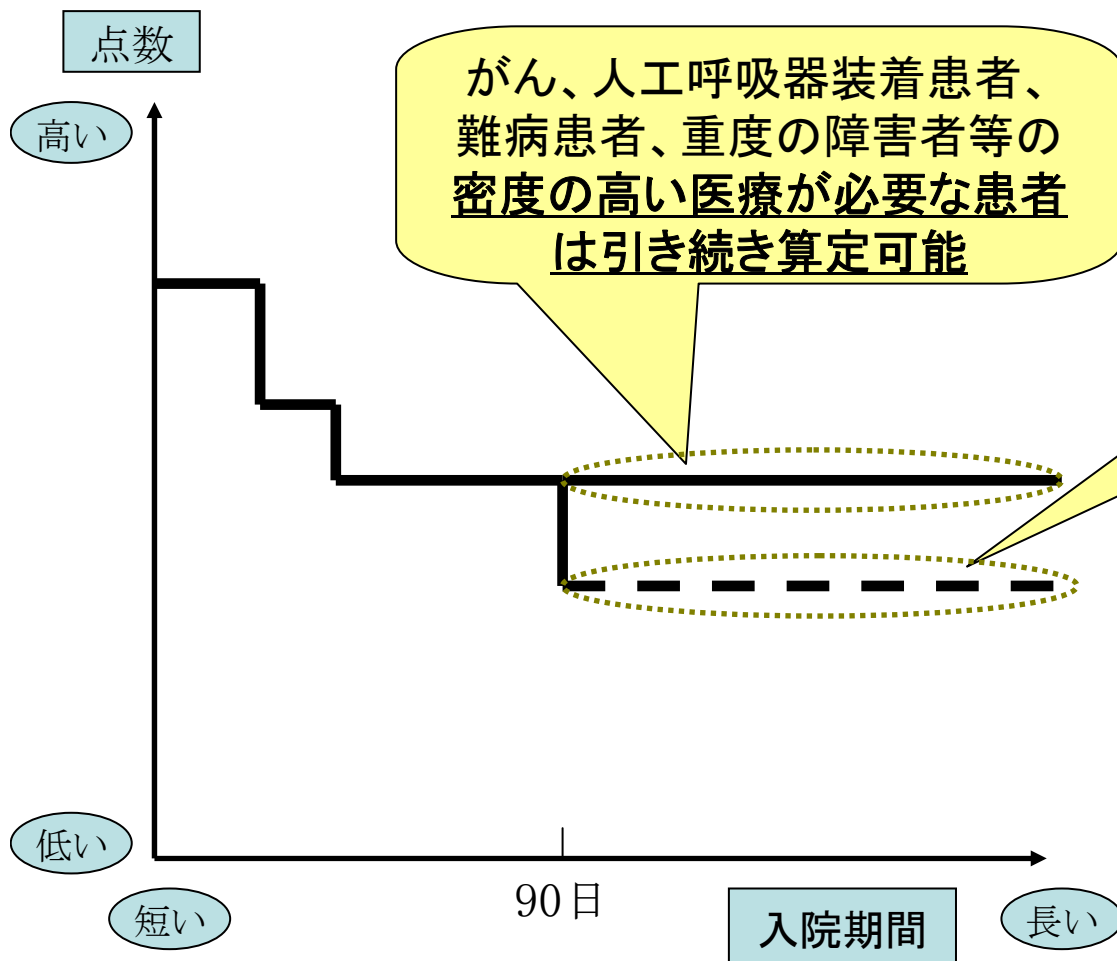 点数
高い
がん、人工呼吸器装着患者、
難病患者、重度の障害者等の
密度の高い医療が必要な患者
は引き続き算定可能
低い
短い
90日
入院期間
長い